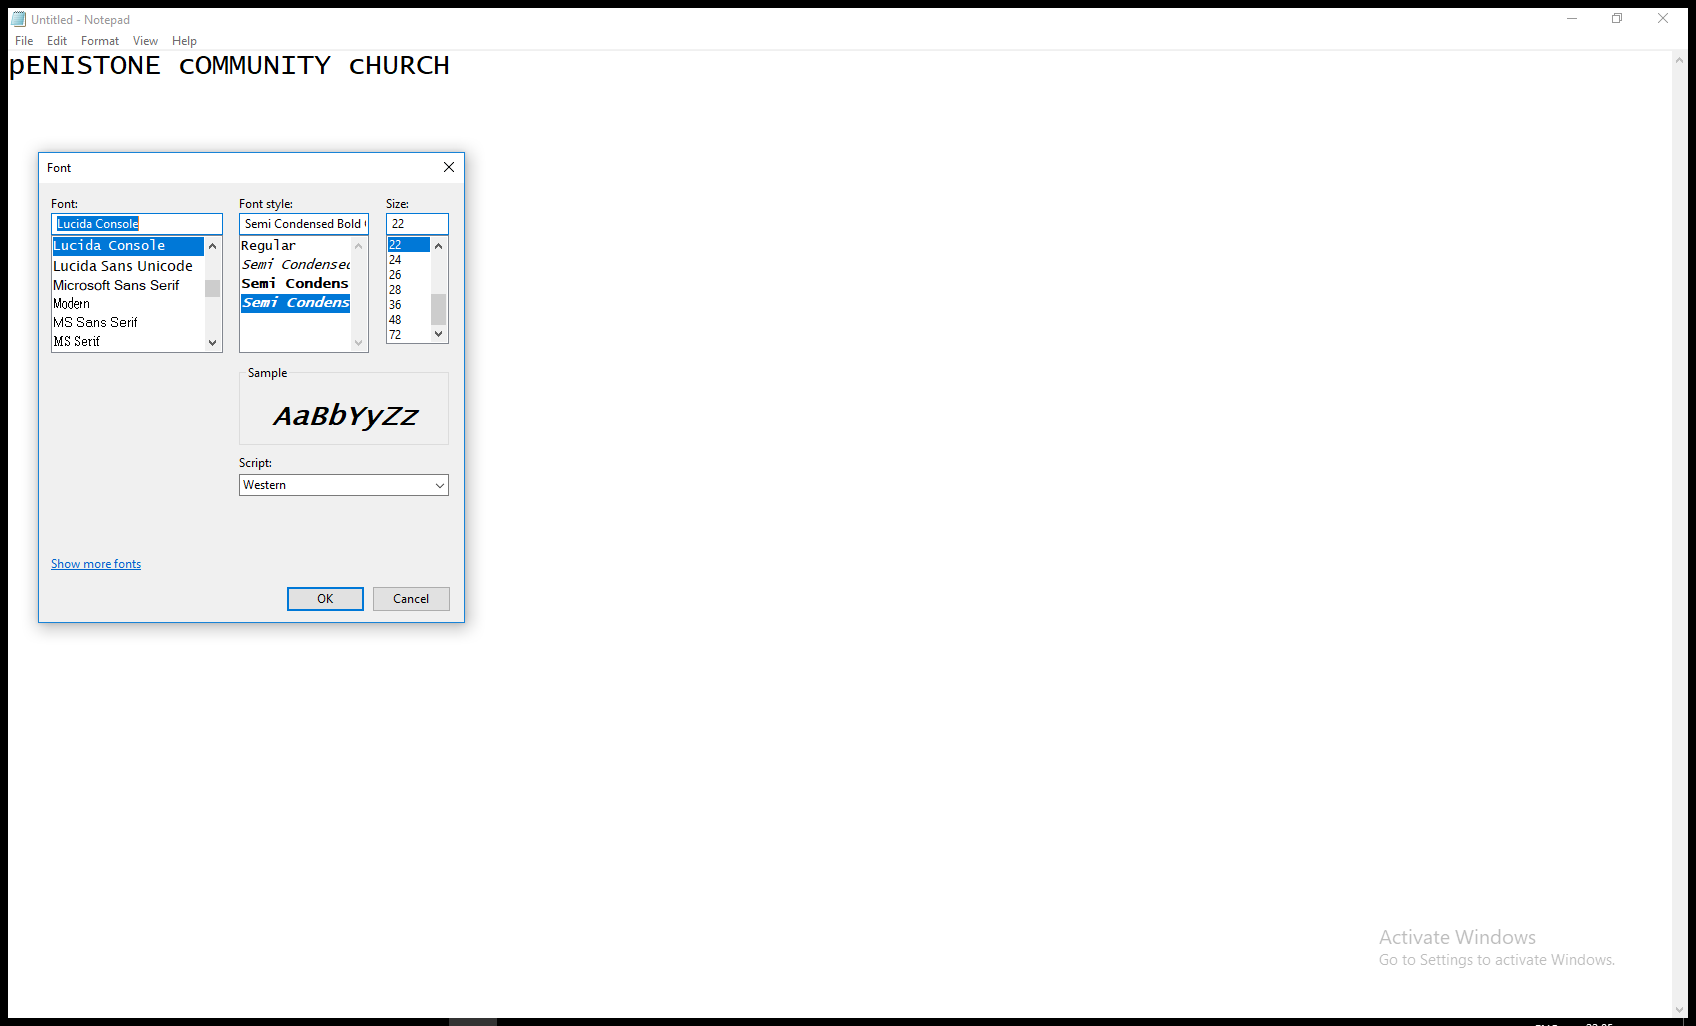 Untitled - Notepad
File Edit Format View Help
pENISTONE cOMMUNITY cHURCH
Font
Font: Font style: Size:
Lucida Console Semi Condensed Bold 22
Lucida Console
Lucida Sans Unicode
Microsoft Sans Serif
Modern
MS Sans Serif
MS Serif
Regular
Semi Condensed
Semi Condens
Semi Condens
22
24
26
28
36
48
72
Sample
AaBbYyZz
Script:
Western
Show more fonts
OK Cancel
Activate Windows
Go to Settings to activate Windows.